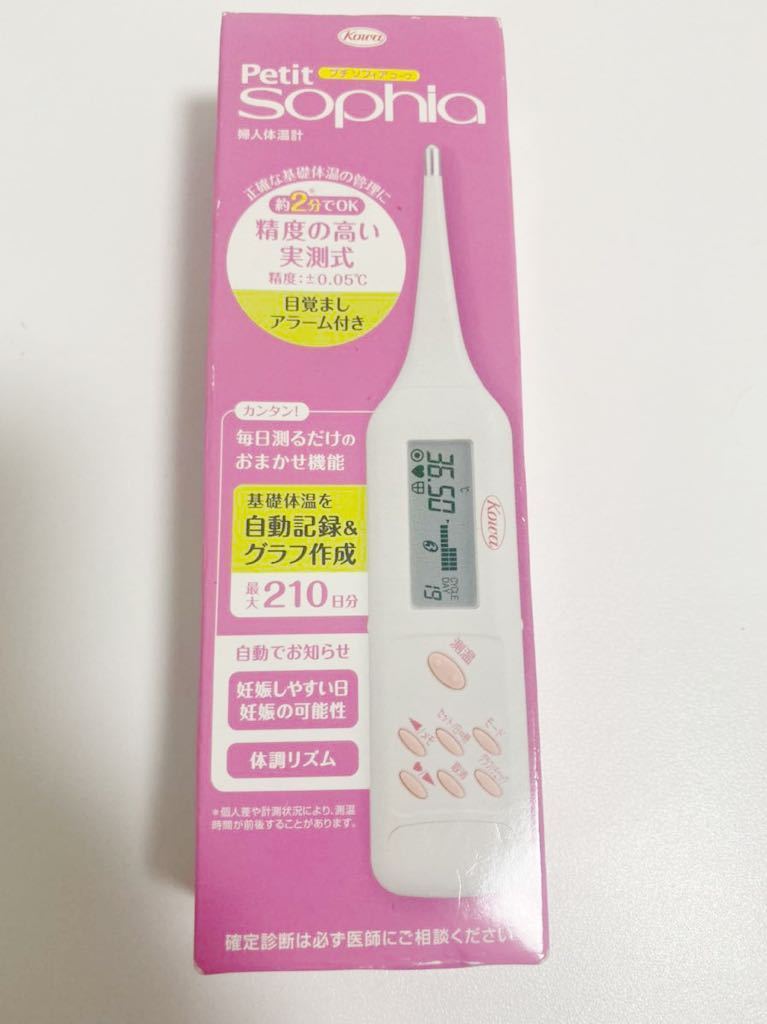 Kowa
Petit プチ ソフィア コーワ
sophia
婦人体温計
正確な基礎体温の管理に
約2分でOK※
精度の高い
実測式
精度:±0.05℃
目覚まし
アラーム付き
カンタン!
毎日測るだけの
おまかせ機能
基礎体温を
自動記録&
グラフ作成
最大210日分
自動でお知らせ
妊娠しやすい日
妊娠の可能性
体調リズム
※個人差や計測状況により、測温
時間が前後することがあります。
確定診断は必ず医師にご相談ください
Kowa
36.50℃
CYCLE
DAY
19
測温
モード
メモ
取消